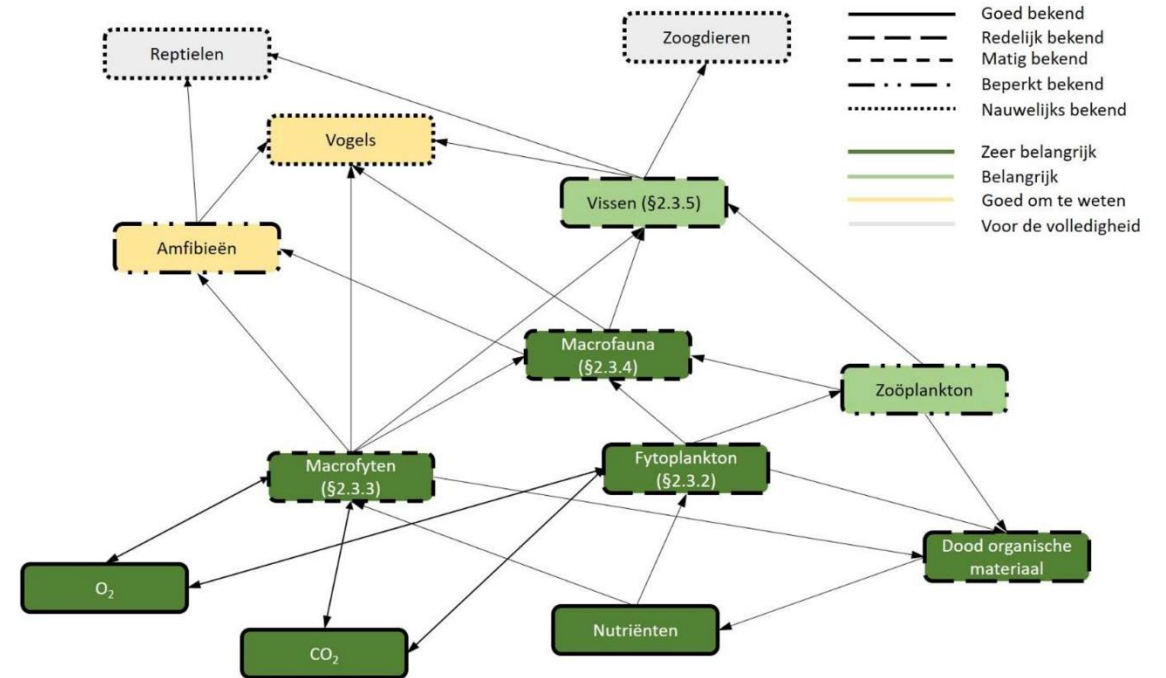 Reptielen
Zoogdieren
Goed bekend
Redelijk bekend
Matig bekend
Beperkt bekend
Nauwelijks bekend
Zeer belangrijk
Belangrijk
Goed om te weten
Voor de volledigheid
Vogels
Vissen (§2.3.5)
Amfibieën
Macrofauna
(§2.3.4)
Zoöplankton
Macrofyten
(§2.3.3)
Fytoplankton
(§2.3.2)
Dood organische
materiaal
O₂
Nutriënten
CO₂